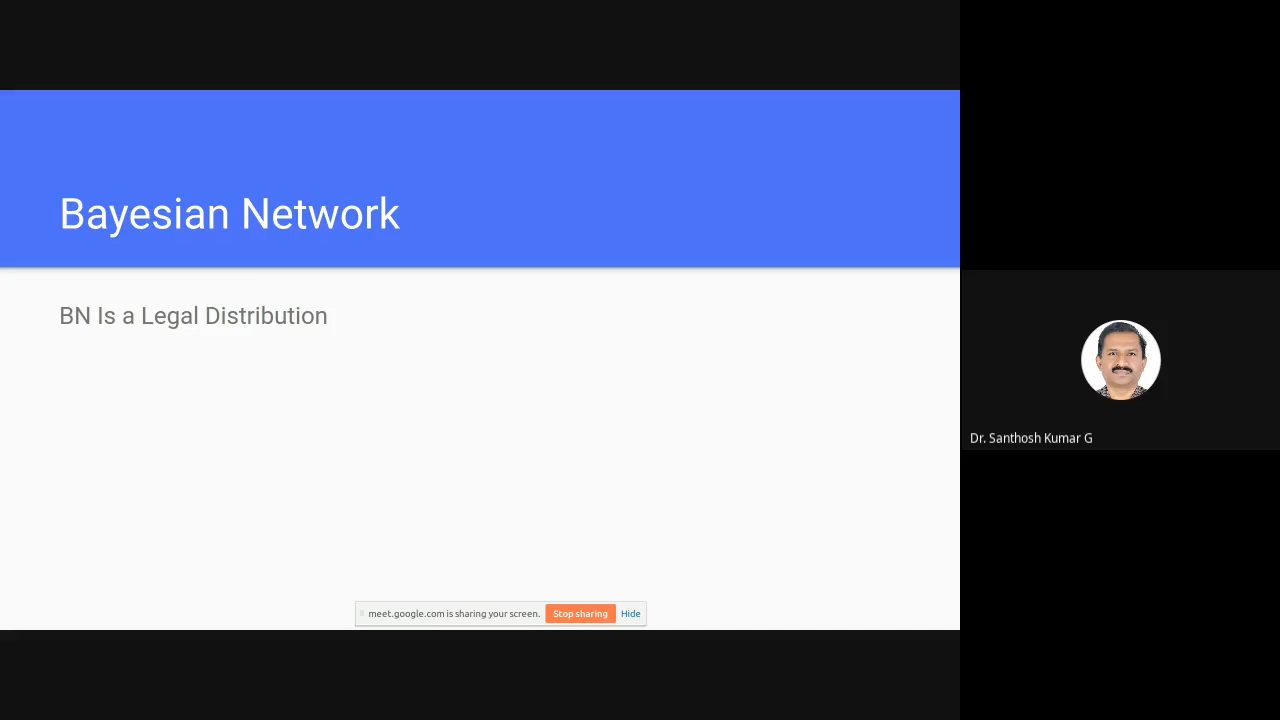 Bayesian Network
BN Is a Legal Distribution
Dr. Santhosh Kumar G
meet.google.com is sharing your screen. Stop sharing Hide